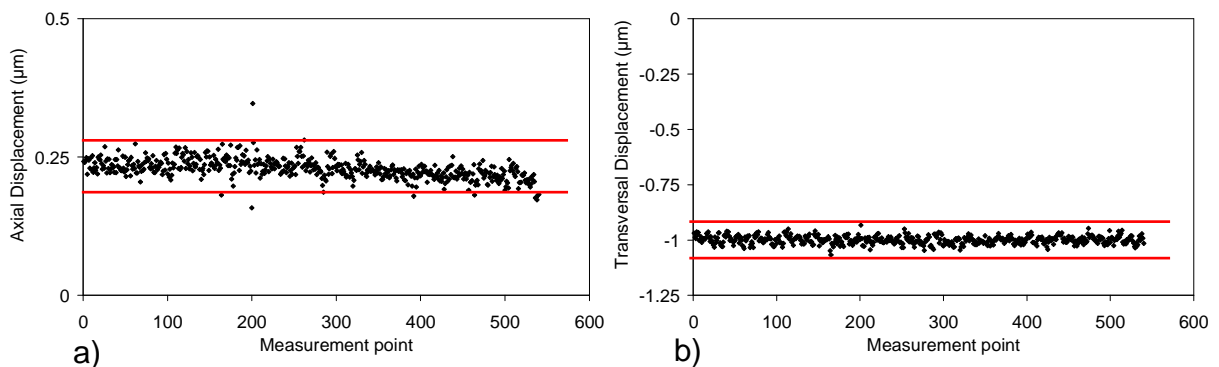 0.5
0.25
0
Axial Displacement (µm)
0 100 200 300 400 500 600
Measurement point
a)
0
-0.25
-0.5
-0.75
-1
-1.25
Transversal Displacement (µm)
0 100 200 300 400 500 600
Measurement point
b)